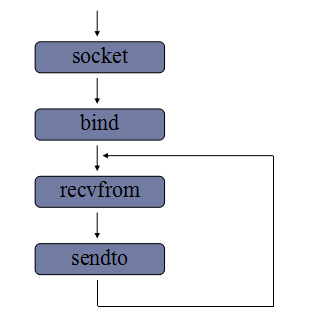 socket
bind
recvfrom
sendto